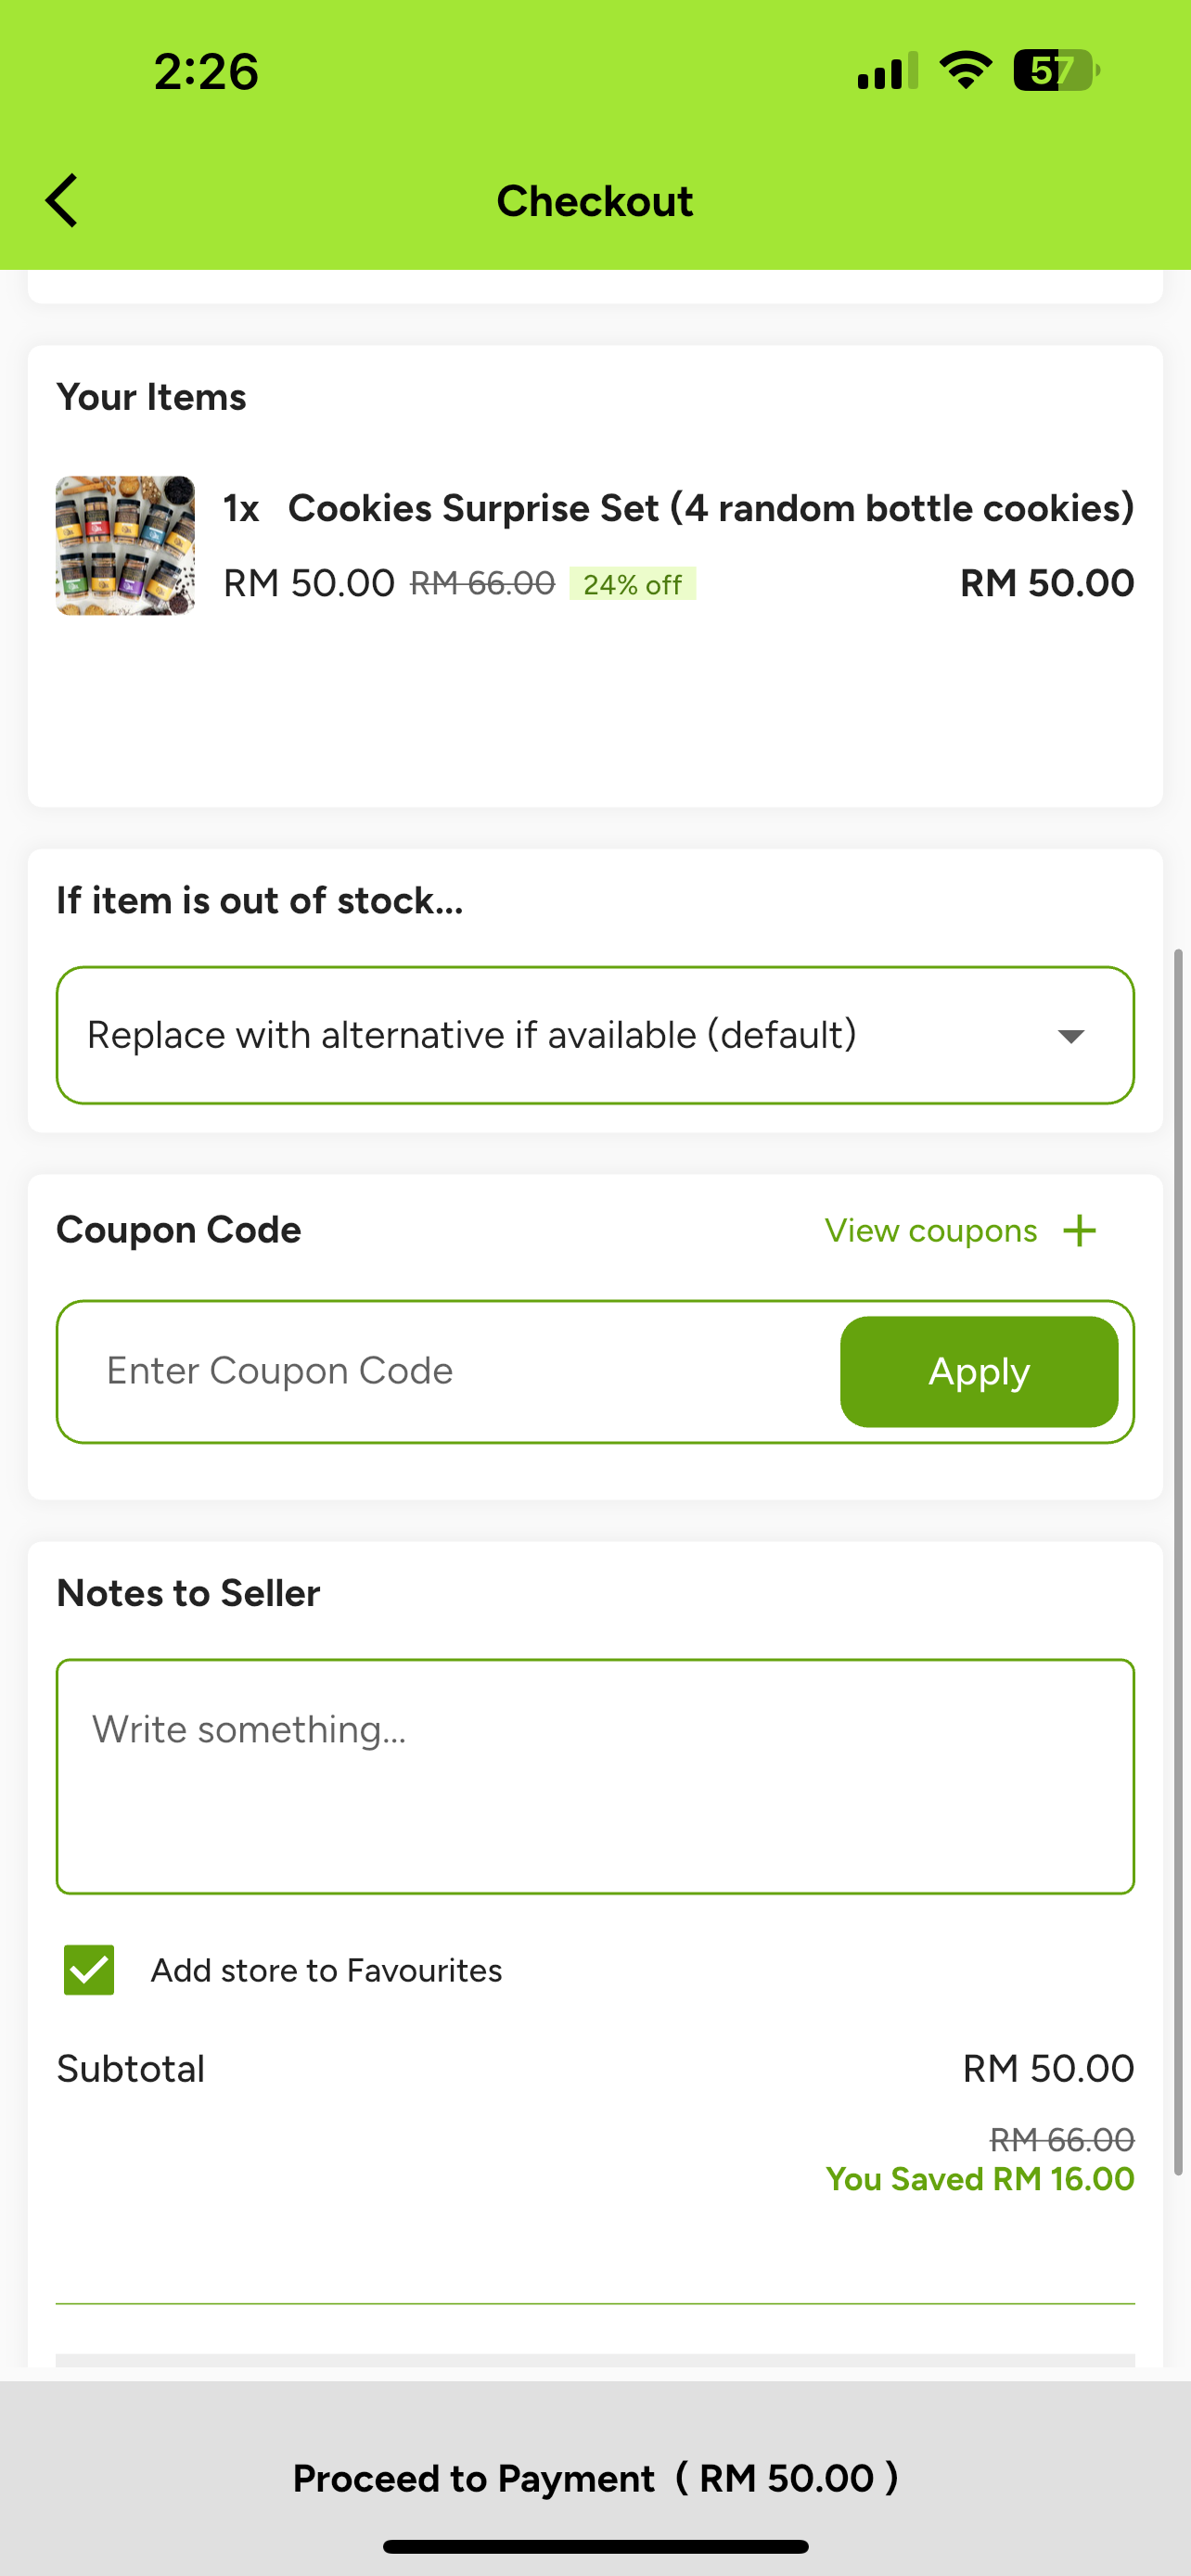 2:26
57
Checkout
Your Items
1x Cookies Surprise Set (4 random bottle cookies)
RM 50.00 RM 66.00 24% off RM 50.00
If item is out of stock...
Replace with alternative if available (default)
Coupon Code View coupons +
Enter Coupon Code Apply
Notes to Seller
Write something...
Add store to Favourites
Subtotal RM 50.00
RM 66.00
You Saved RM 16.00
Proceed to Payment ( RM 50.00 )